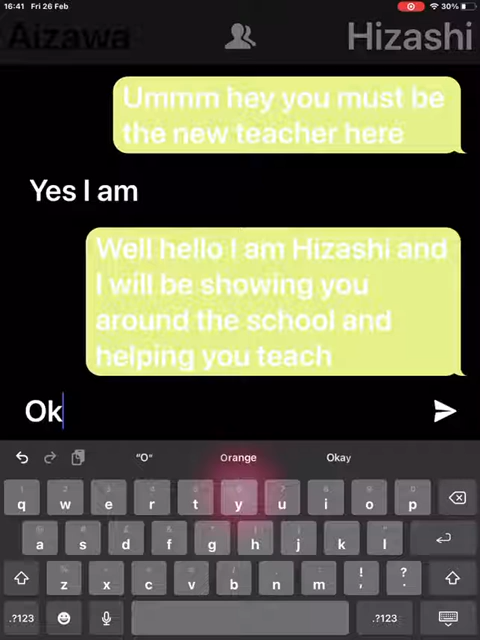 16:41 Fri 26 Feb 30%
Aizawa Hizashi
Ummm hey you must be
the new teacher here
Yes I am
Well hello I am Hizashi and
I will be showing you
around the school and
helping you teach
Ok
"O" Orange Okay
q w e r t y u i o p
a s d f g h j k l
z x c v b n m ! , ? .
.?123 .?123